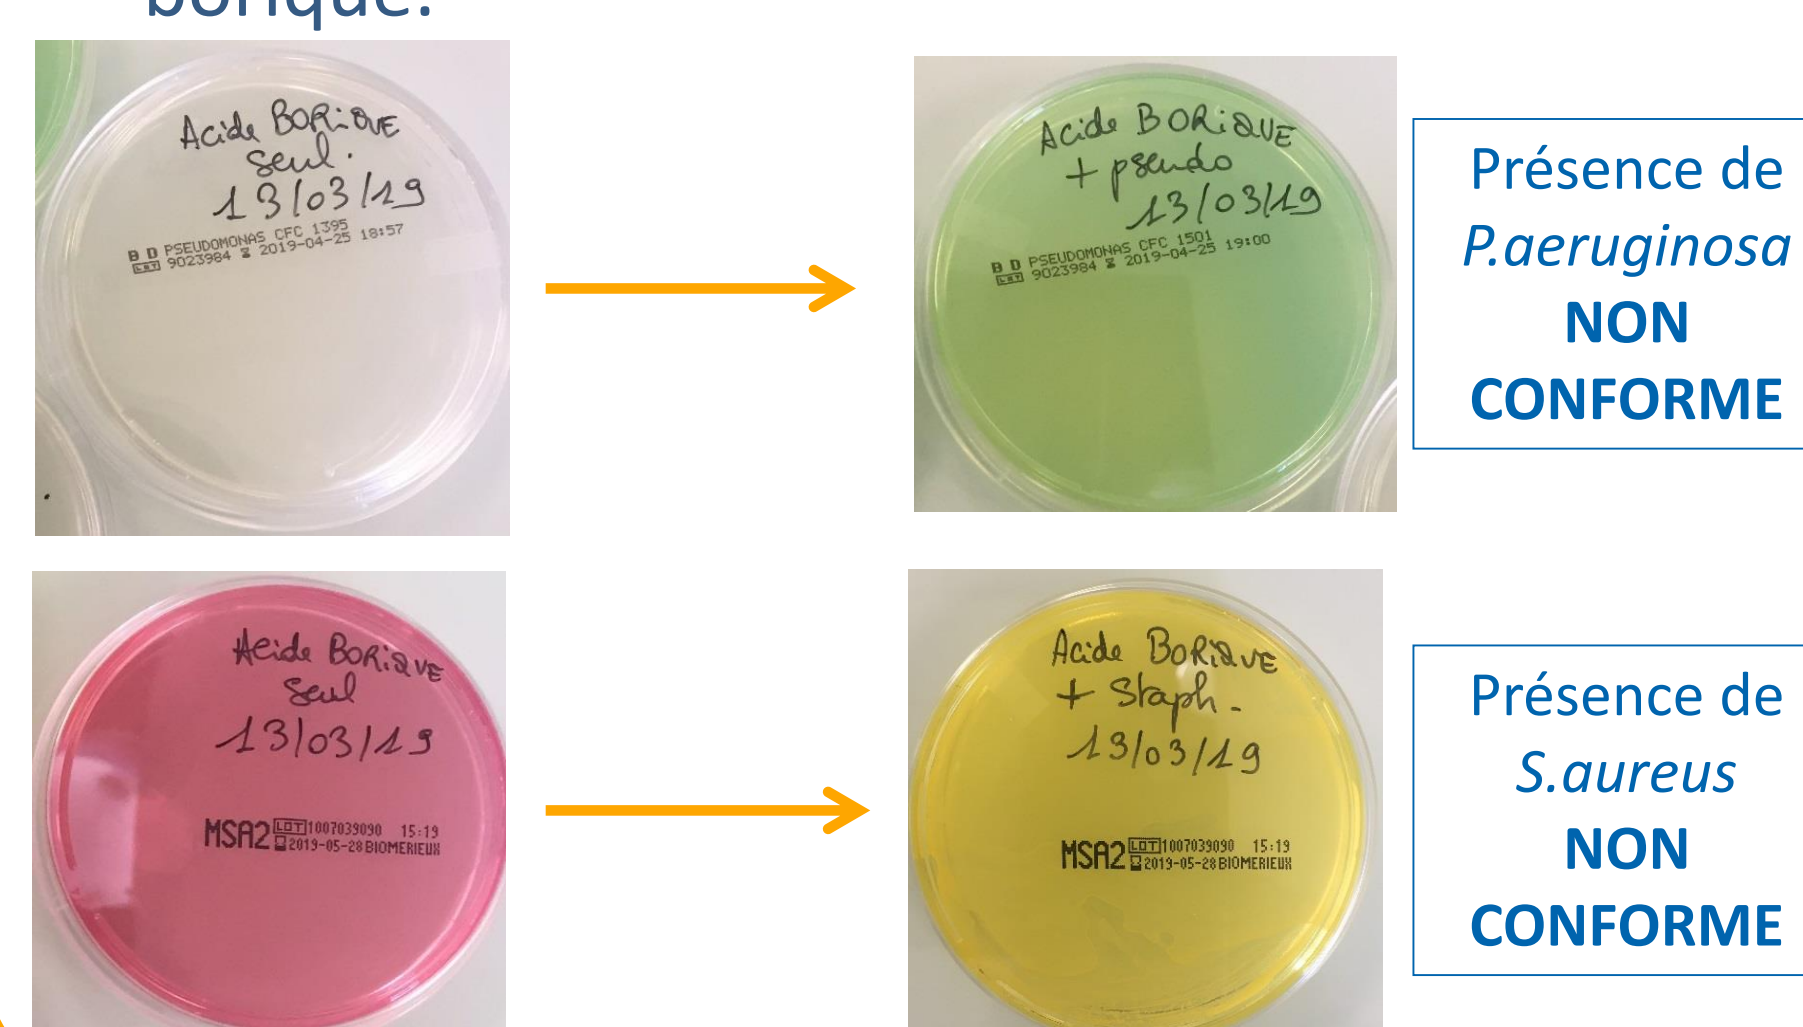 borique.
Acide BORiQUE
seul.
13/03/19
B D PSEUDOMONAS CFC 1395
LOT 9023984 2019-04-25 18:57
Acide BORiQUE
+ pseudo
13/03/19
B D PSEUDOMONAS CFC 1501
LOT 9023984 2019-04-25 19:00
Présence de
P.aeruginosa
NON
CONFORME
Acide BORiQUE
Seul
13/03/19
MSA2 LOT 1007039090 15:19
2019-05-28 BIOMERIEUX
Acide BORiQUE
+ Staph-
13/03/19
MSA2 LOT 1007039090 15:19
2019-05-28 BIOMERIEUX
Présence de
S.aureus
NON
CONFORME